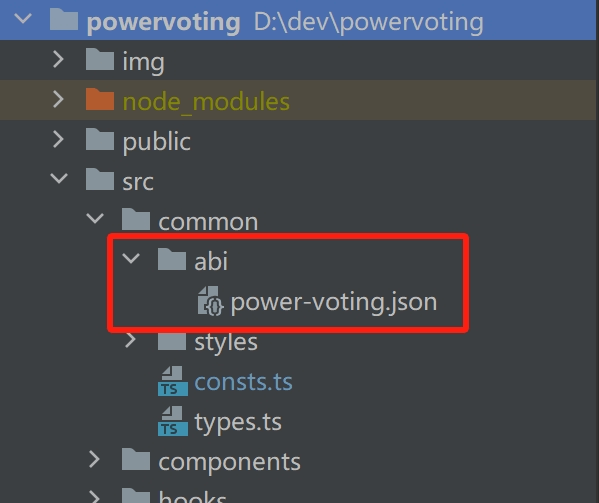 powervoting D:\dev\powervoting
img
node_modules
public
src
common
abi
power-voting.json
styles
TS consts.ts
TS types.ts
components
hooks